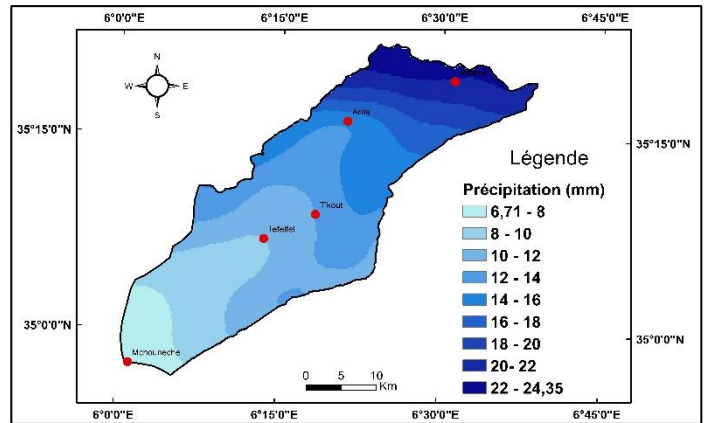 6°0'0"E 6°15'0"E 6°30'0"E 6°45'0"E
N
W E
S
35°15'0"N 35°15'0"N
Arris
T'kout
Tefelfel
Légende
Précipitation (mm)
6,71 - 8
8 - 10
10 - 12
12 - 14
14 - 16
16 - 18
18 - 20
20- 22
22 - 24,35
35°0'0"N 35°0'0"N
Mchouneche
0 5 10
Km
6°0'0"E 6°15'0"E 6°30'0"E 6°45'0"E